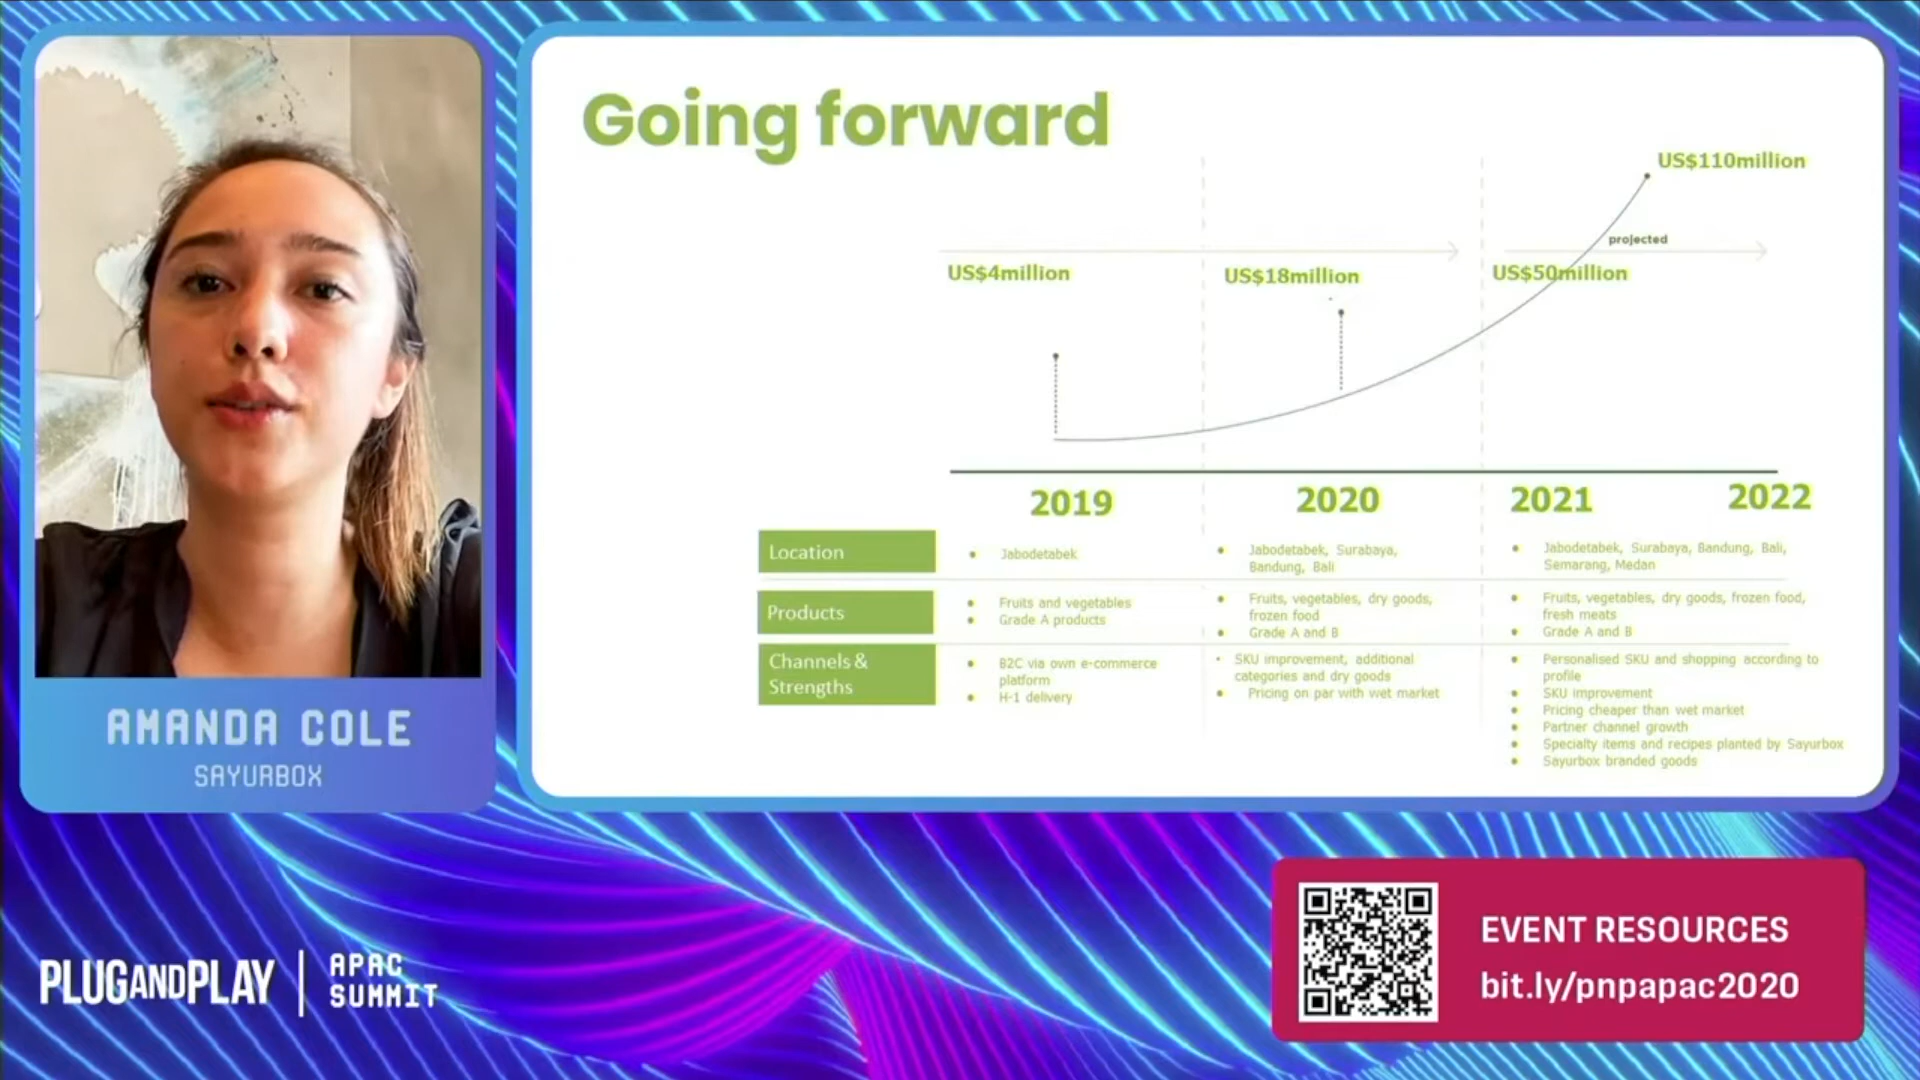 Going forward
US$110million
projected
US$4million
US$18million
US$50million
2019
2020
2021
2022
Location
Jabodetabek
Jabodetabek, Surabaya,
Bandung, Bali
Jabodetabek, Surabaya, Bandung, Bali,
Semarang, Medan
Products
Fruits and vegetables
Grade A products
Fruits, vegetables, dry goods,
frozen food
Grade A and B
Fruits, vegetables, dry goods, frozen food,
fresh meats
Grade A and B
Channels &
Strengths
B2C via own e-commerce
platform
H-1 delivery
SKU improvement, additional
categories and dry goods
Pricing on par with wet market
Personalised SKU and shopping according to
profile
SKU improvement
Pricing cheaper than wet market
Partner channel growth
Specialty items and recipes planted by Sayurbox
Sayurbox branded goods
AMANDA COLE
SAYURBOX
PLUGANDPLAY
APAC
SUMMIT
EVENT RESOURCES
bit.ly/pnpapac2020